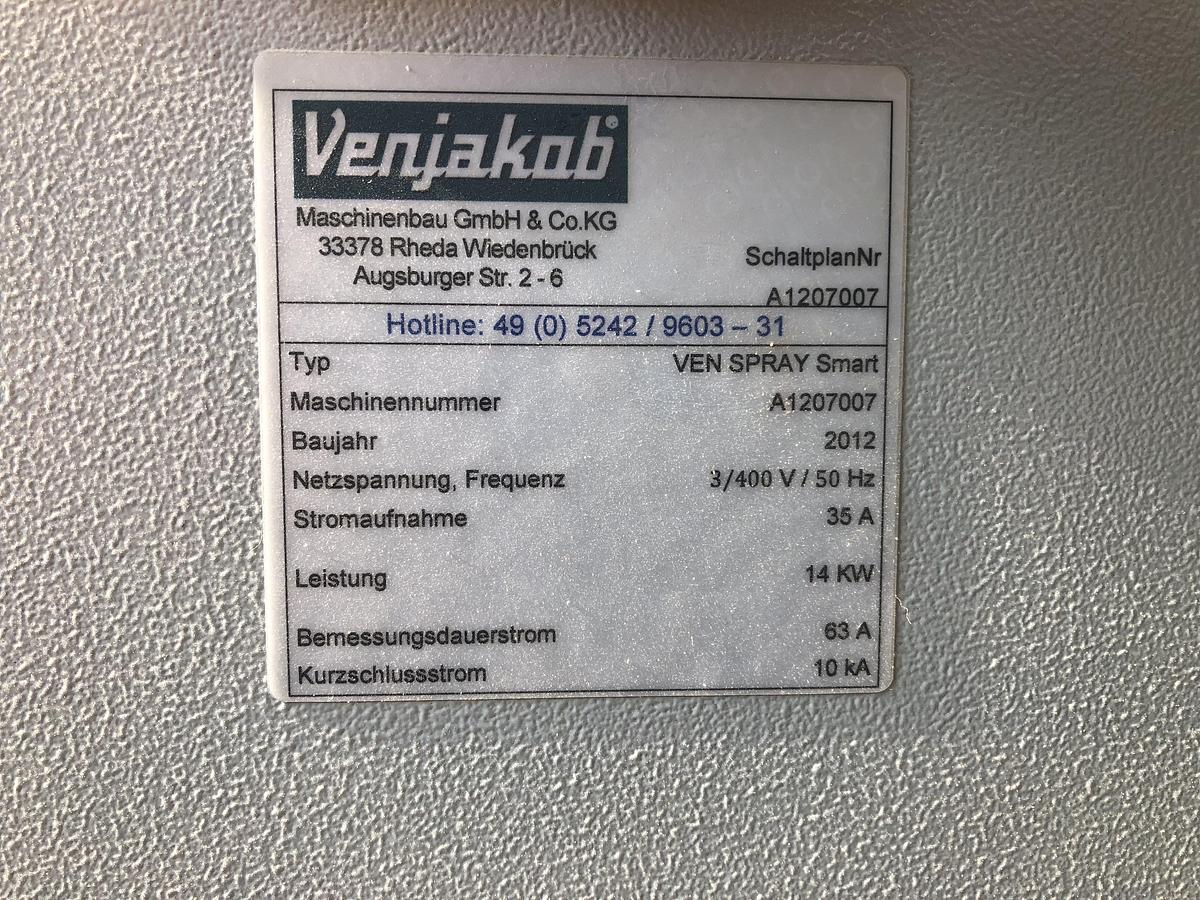 Venjakob®
Maschinenbau GmbH & Co.KG
33378 Rheda Wiedenbrück
Augsburger Str. 2 - 6
SchaltplanNr
A1207007
Hotline: 49 (0) 5242 / 9603 – 31
Typ VEN SPRAY Smart
Maschinennummer A1207007
Baujahr 2012
Netzspannung, Frequenz 3/400 V / 50 Hz
Stromaufnahme 35 A
Leistung 14 KW
Bemessungsdauerstrom 63 A
Kurzschlussstrom 10 kA